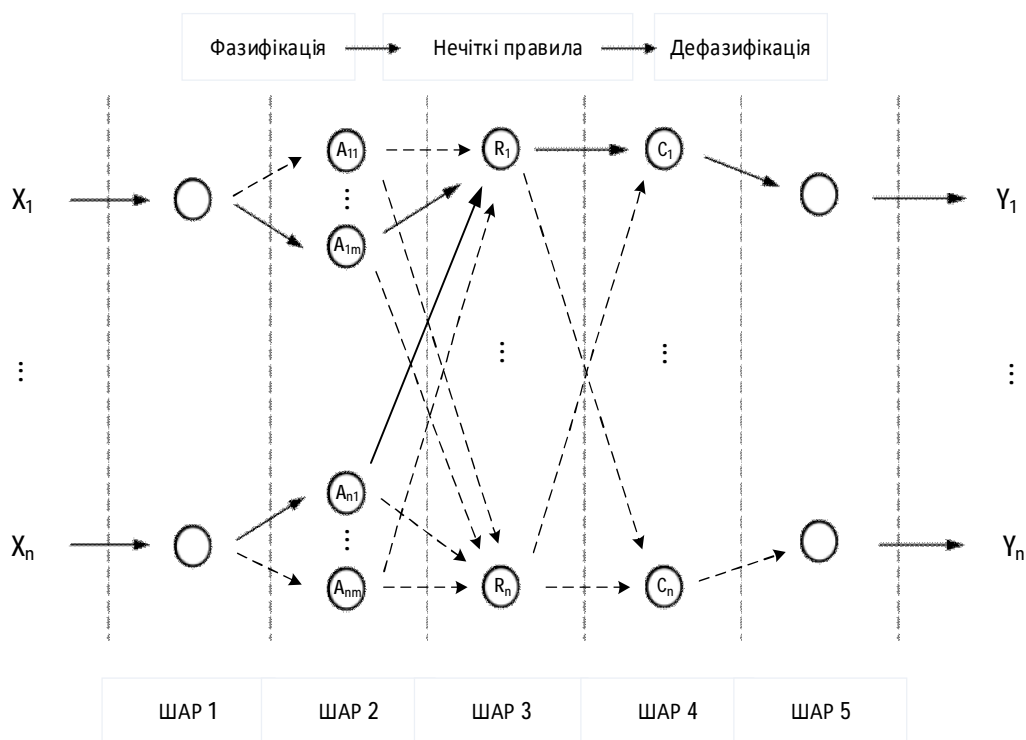 Фазифікація
Нечіткі правила
Дефазифікація
X₁
A₁₁
⋮
A₁ₘ
R₁
C₁
Y₁
⋮
⋮
⋮
⋮
Xₙ
Aₙ₁
⋮
Aₙₘ
Rₙ
Cₙ
Yₙ
ШАР 1
ШАР 2
ШАР 3
ШАР 4
ШАР 5